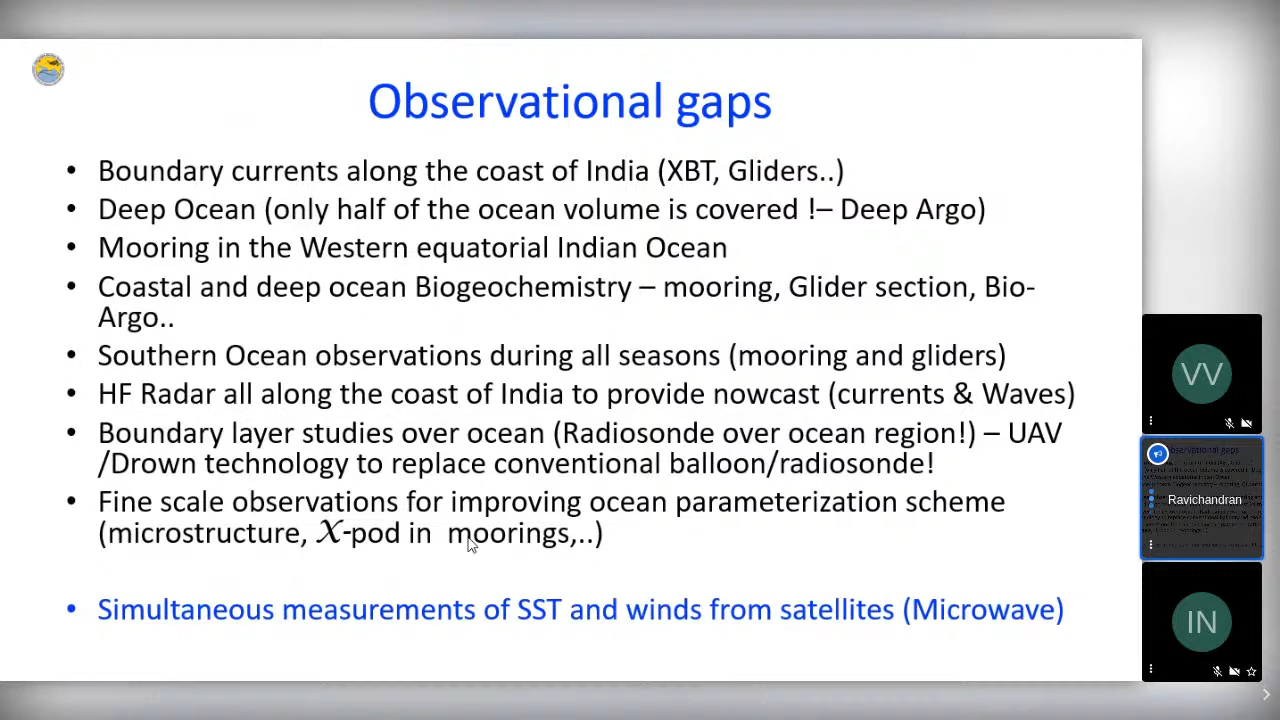 Observational gaps
• Boundary currents along the coast of India (XBT, Gliders..)
• Deep Ocean (only half of the ocean volume is covered !– Deep Argo)
• Mooring in the Western equatorial Indian Ocean
• Coastal and deep ocean Biogeochemistry – mooring, Glider section, Bio-
Argo..
• Southern Ocean observations during all seasons (mooring and gliders)
• HF Radar all along the coast of India to provide nowcast (currents & Waves)
• Boundary layer studies over ocean (Radiosonde over ocean region!) – UAV
/Drown technology to replace conventional balloon/radiosonde!
• Fine scale observations for improving ocean parameterization scheme
(microstructure, 𝒳-pod in moorings,..)
• Simultaneous measurements of SST and winds from satellites (Microwave)
VV
Ravichandran
IN